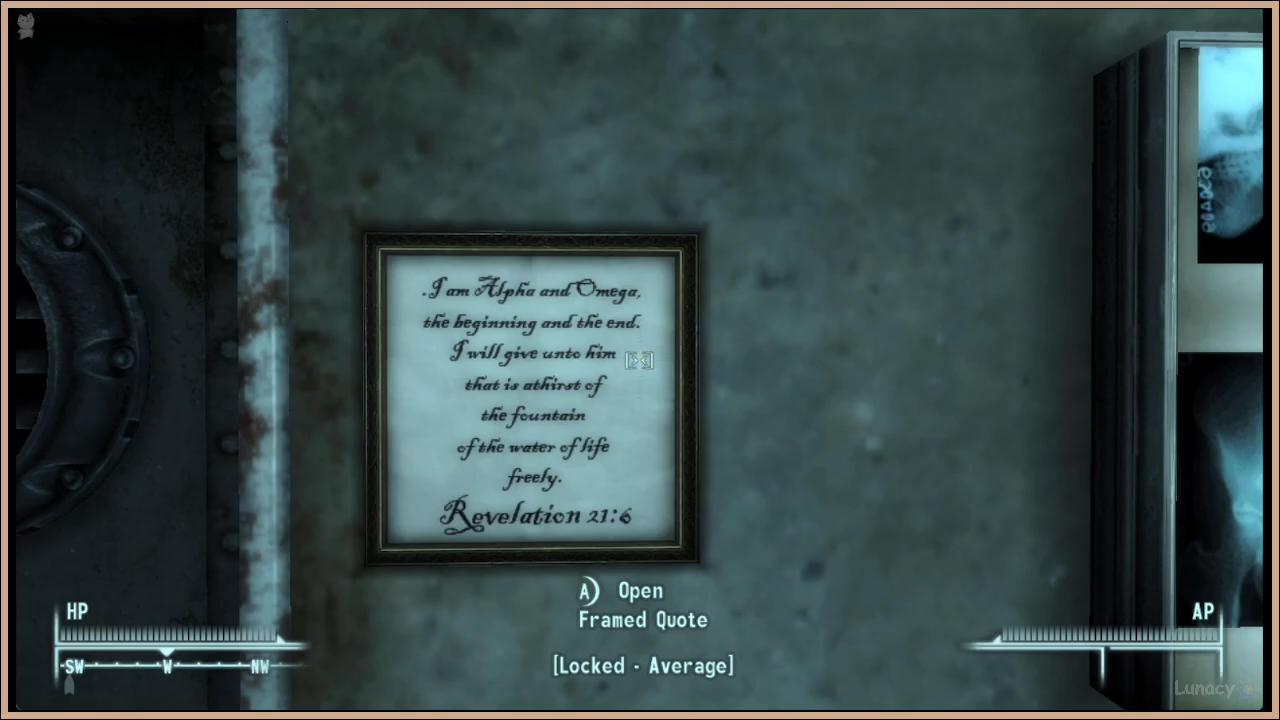 .I am Alpha and Omega,
the beginning and the end.
I will give unto him
that is athirst of
the fountain
of the water of life
freely.
Revelation 21:6
A) Open
Framed Quote
[Locked - Average]
HP
SW W NW
AP
Lunacy